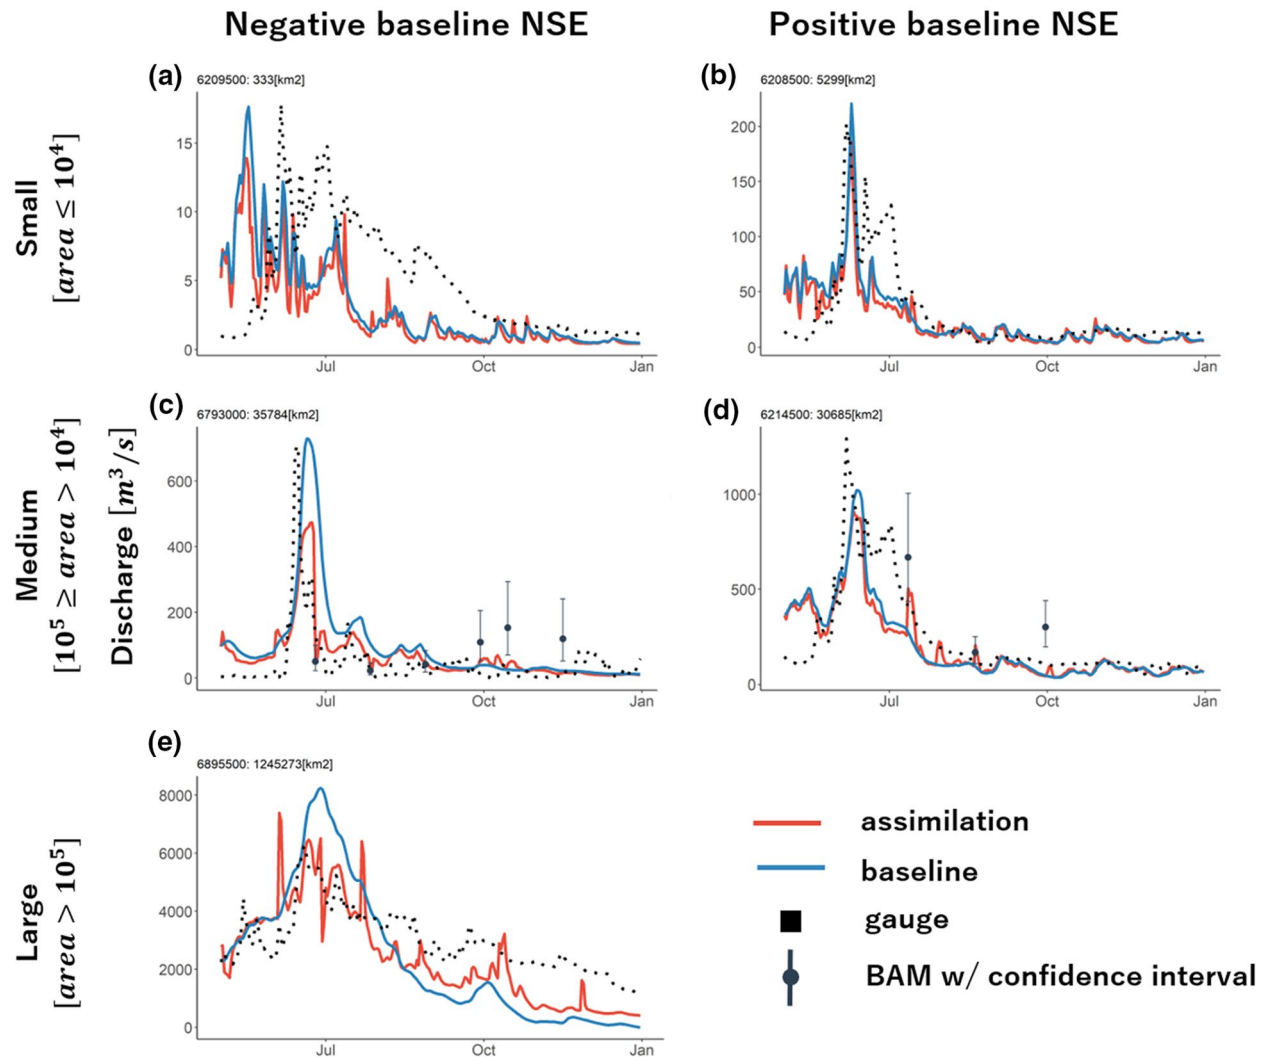 Negative baseline NSE
Positive baseline NSE
Small
[area ≤ 10⁴]
Medium
[10⁵ ≥ area > 10⁴]
Large
[area > 10⁵]
Discharge [m³/s]
(a)
6209500: 333[km2]
15
10
5
0
Jul
Oct
Jan
(b)
6208500: 5299[km2]
200
150
100
50
0
Jul
Oct
Jan
(c)
6793000: 35784[km2]
600
400
200
0
Jul
Oct
Jan
(d)
6214500: 30685[km2]
1000
500
0
Jul
Oct
Jan
(e)
6895500: 1245273[km2]
8000
6000
4000
2000
0
Jul
Oct
Jan
assimilation
baseline
gauge
BAM w/ confidence interval